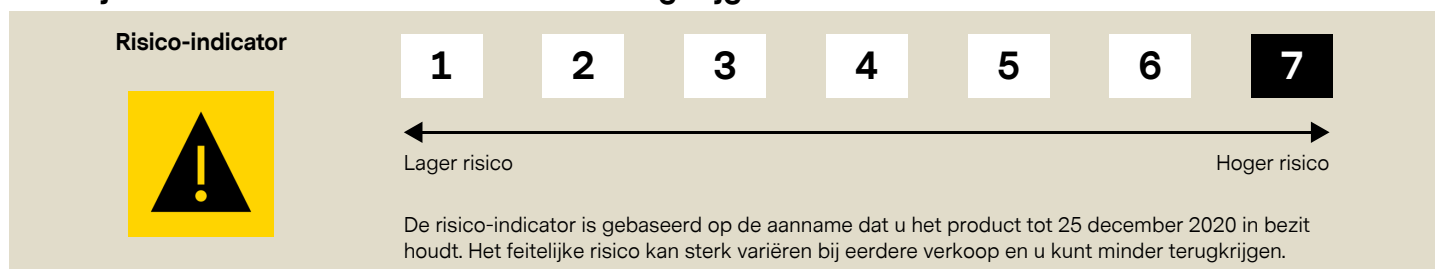 Risico-indicator
1 2 3 4 5 6 7
Lager risico Hoger risico
De risico-indicator is gebaseerd op de aanname dat u het product tot 25 december 2020 in bezit
houdt. Het feitelijke risico kan sterk variëren bij eerdere verkoop en u kunt minder terugkrijgen.